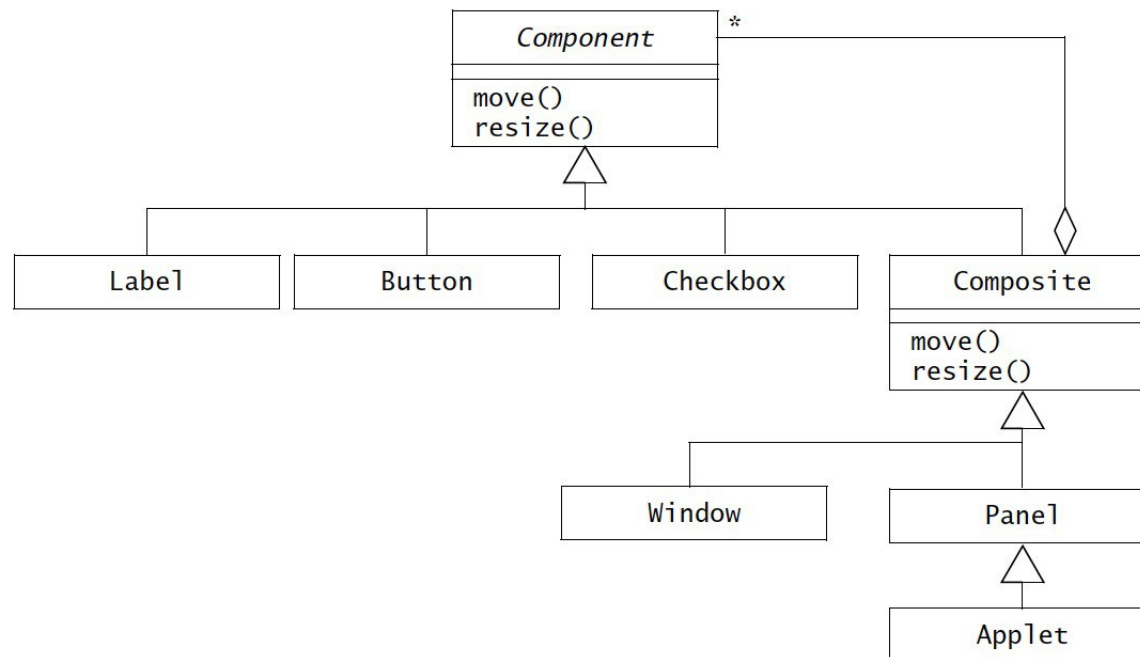 Component
*
move()
resize()
Label
Button
Checkbox
Composite
move()
resize()
Window
Panel
Applet